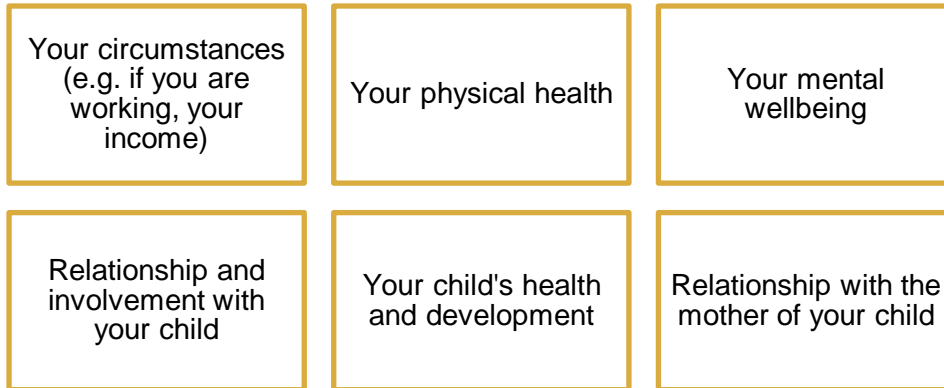 Your circumstances
(e.g. if you are
working, your
income)
Your physical health
Your mental
wellbeing
Relationship and
involvement with
your child
Your child's health
and development
Relationship with the
mother of your child